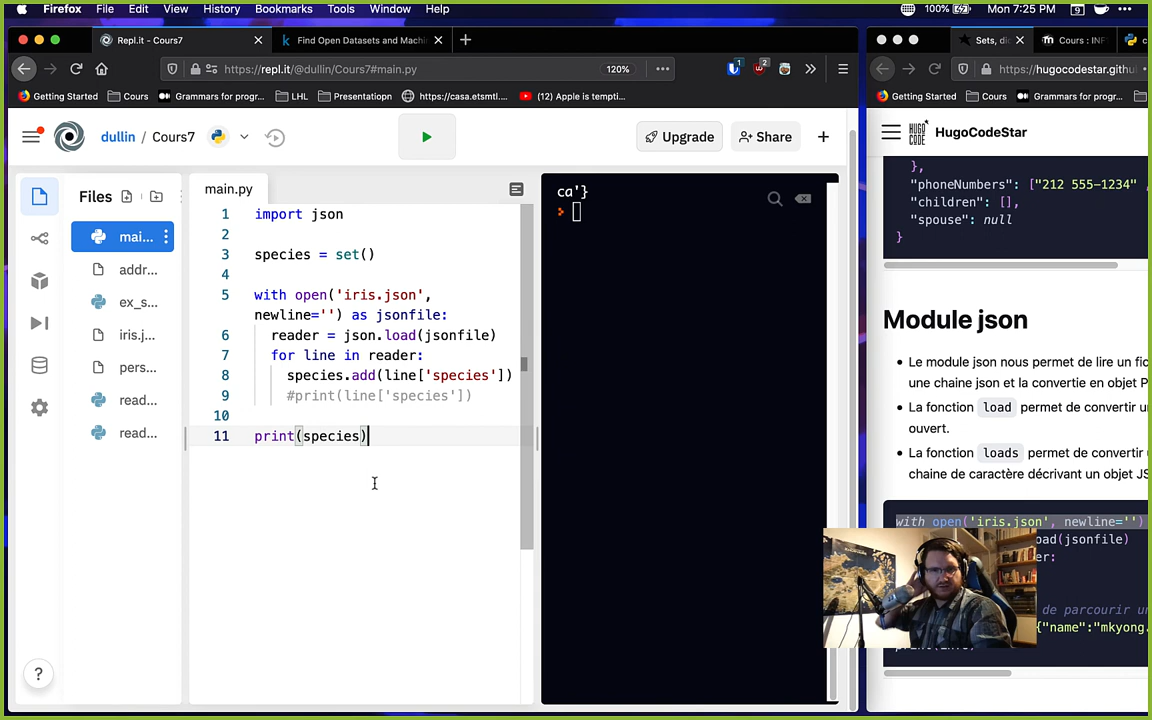 Firefox File Edit View History Bookmarks Tools Window Help 100% Mon 7:25 PM
Repl.it - Cours7
Find Open Datasets and Machi
https://repl.it/@dullin/Cours7#main.py 120%
Getting Started Cours Grammars for progr... LHL Presentatiopn https://casa.etsmtl.... (12) Apple is tempti...
dullin / Cours7
Upgrade
Share
Files
mai...
addr...
ex_s...
iris.j...
pers...
read...
read...
main.py
1 import json
2
3 species = set()
4
5 with open('iris.json',
newline='') as jsonfile:
6 reader = json.load(jsonfile)
7 for line in reader:
8 species.add(line['species'])
9 #print(line['species'])
10
11 print(species)
ca'}
Sets, dic
Cours : INF
https://hugocodestar.githu
Getting Started Cours Grammars for progr...
HugoCodeStar
},
"phoneNumbers": ["212 555-1234"
"children": [],
"spouse": null
}
Module json
Le module json nous permet de lire un fic
une chaine json et la convertie en objet P
La fonction load permet de convertir u
ouvert.
La fonction loads permet de convertir
chaine de caractère décrivant un objet JS
with open('iris.json', newline='')
oad(jsonfile)
er:
de parcourir u
{"name":"mkyong.